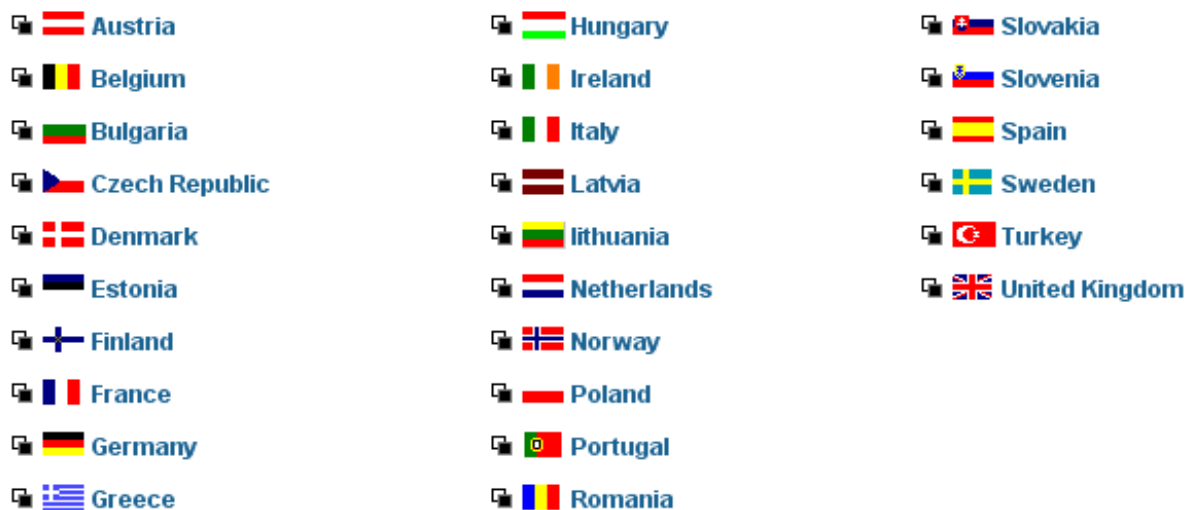 Austria
Belgium
Bulgaria
Czech Republic
Denmark
Estonia
Finland
France
Germany
Greece
Hungary
Ireland
Italy
Latvia
lithuania
Netherlands
Norway
Poland
Portugal
Romania
Slovakia
Slovenia
Spain
Sweden
Turkey
United Kingdom